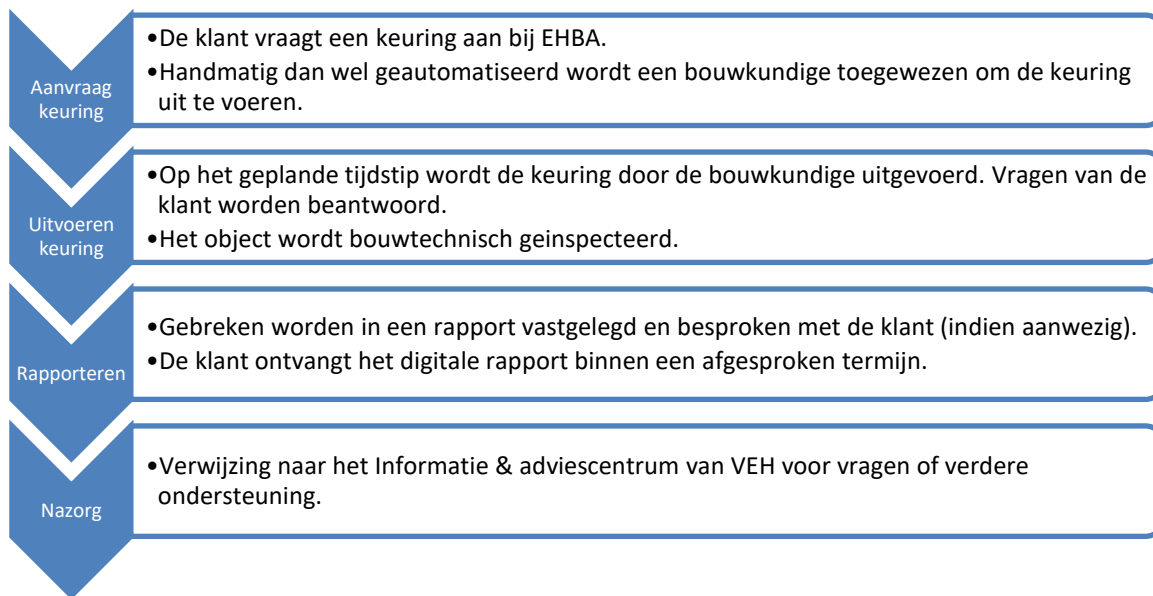 Aanvraag
keuring
•De klant vraagt een keuring aan bij EHBA.
•Handmatig dan wel geautomatiseerd wordt een bouwkundige toegewezen om de keuring
uit te voeren.
Uitvoeren
keuring
•Op het geplande tijdstip wordt de keuring door de bouwkundige uitgevoerd. Vragen van de
klant worden beantwoord.
•Het object wordt bouwtechnisch geinspecteerd.
Rapporteren
•Gebreken worden in een rapport vastgelegd en besproken met de klant (indien aanwezig).
•De klant ontvangt het digitale rapport binnen een afgesproken termijn.
Nazorg
•Verwijzing naar het Informatie & adviescentrum van VEH voor vragen of verdere
ondersteuning.